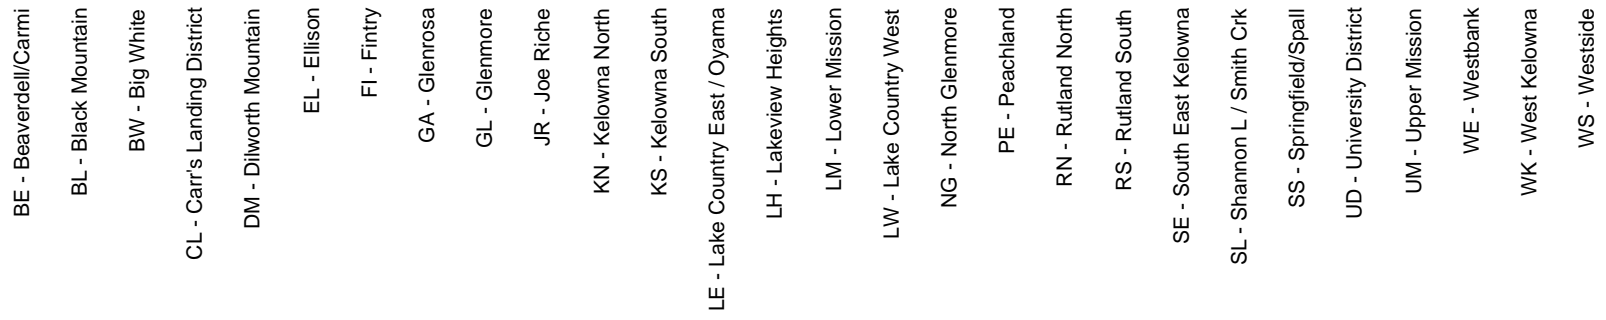 BE - Beaverdell/Carmi
BL - Black Mountain
BW - Big White
CL - Carr's Landing District
DM - Dilworth Mountain
EL - Ellison
FI - Fintry
GA - Glenrosa
GL - Glenmore
JR - Joe Riche
KN - Kelowna North
KS - Kelowna South
LE - Lake Country East / Oyama
LH - Lakeview Heights
LM - Lower Mission
LW - Lake Country West
NG - North Glenmore
PE - Peachland
RN - Rutland North
RS - Rutland South
SE - South East Kelowna
SL - Shannon L / Smith Crk
SS - Springfield/Spall
UD - University District
UM - Upper Mission
WE - Westbank
WK - West Kelowna
WS - Westside